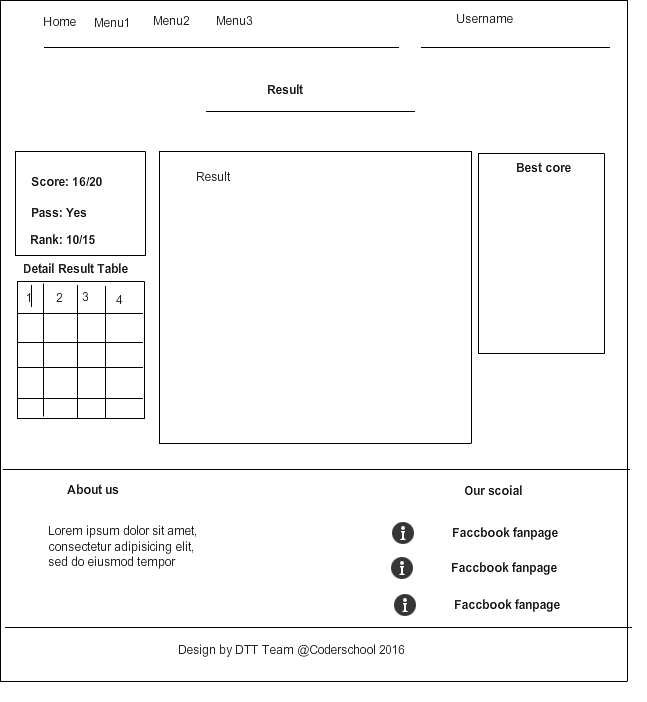 Home Menu1 Menu2 Menu3 Username
Result
Score: 16/20
Pass: Yes
Rank: 10/15
Detail Result Table
1 2 3 4
Result
Best core
About us
Lorem ipsum dolor sit amet,
consectetur adipisicing elit,
sed do eiusmod tempor
Our scoial
Faccbook fanpage
Faccbook fanpage
Faccbook fanpage
Design by DTT Team @Coderschool 2016